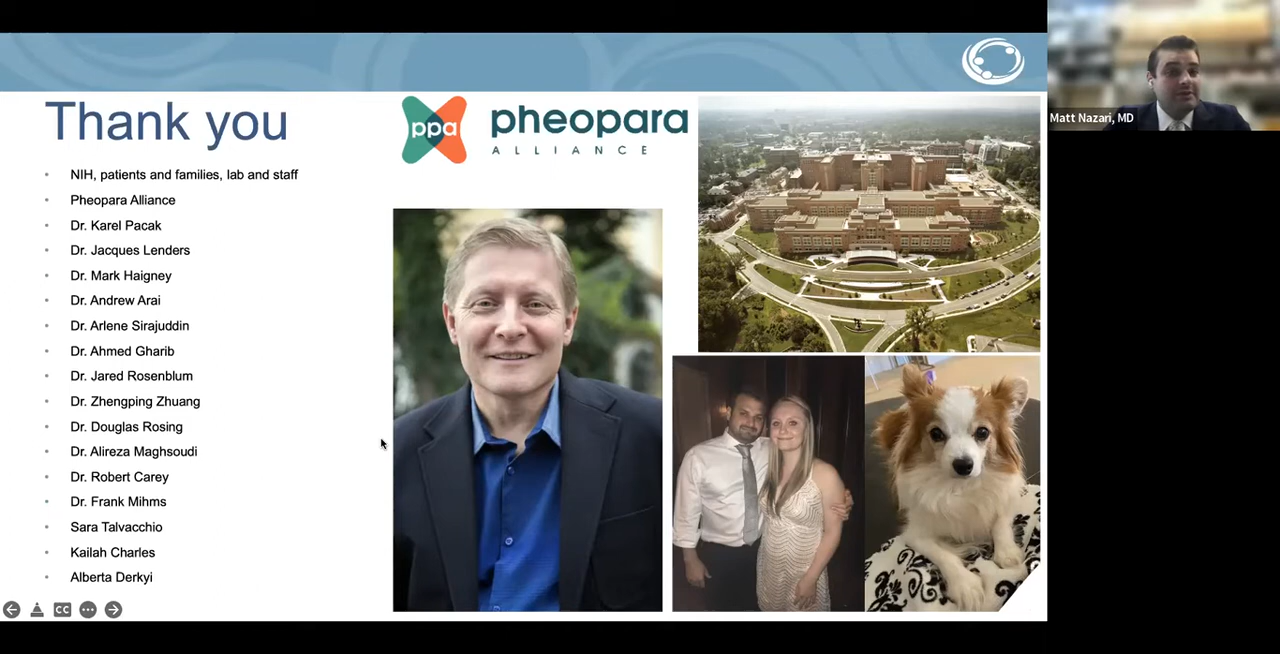 Thank you
NIH, patients and families, lab and staff
Pheopara Alliance
Dr. Karel Pacak
Dr. Jacques Lenders
Dr. Mark Haigney
Dr. Andrew Arai
Dr. Arlene Sirajuddin
Dr. Ahmed Gharib
Dr. Jared Rosenblum
Dr. Zhengping Zhuang
Dr. Douglas Rosing
Dr. Alireza Maghsoudi
Dr. Robert Carey
Dr. Frank Mihms
Sara Talvacchio
Kailah Charles
Alberta Derkyi
ppa
pheopara
ALLIANCE
Matt Nazari, MD
CC